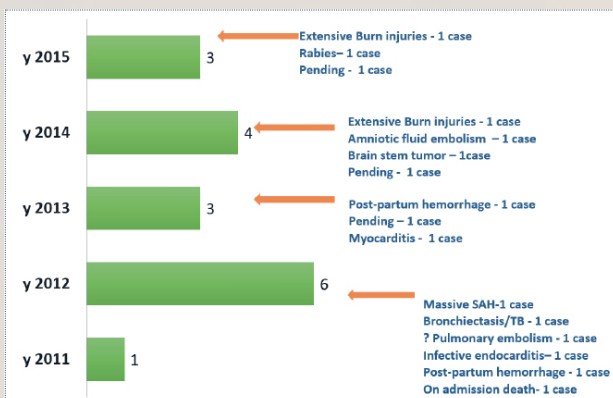 y 2015
3
Extensive Burn injuries - 1 case
Rabies– 1 case
Pending - 1 case
y 2014
4
Extensive Burn injuries - 1 case
Amniotic fluid embolism – 1 case
Brain stem tumor – 1case
Pending - 1 case
y 2013
3
Post-partum hemorrhage - 1 case
Pending – 1 case
Myocarditis - 1 case
y 2012
6
Massive SAH-1 case
Bronchiectasis/TB - 1 case
? Pulmonary embolism - 1 case
Infective endocarditis– 1 case
Post-partum hemorrhage - 1 case
On admission death- 1 case
y 2011
1